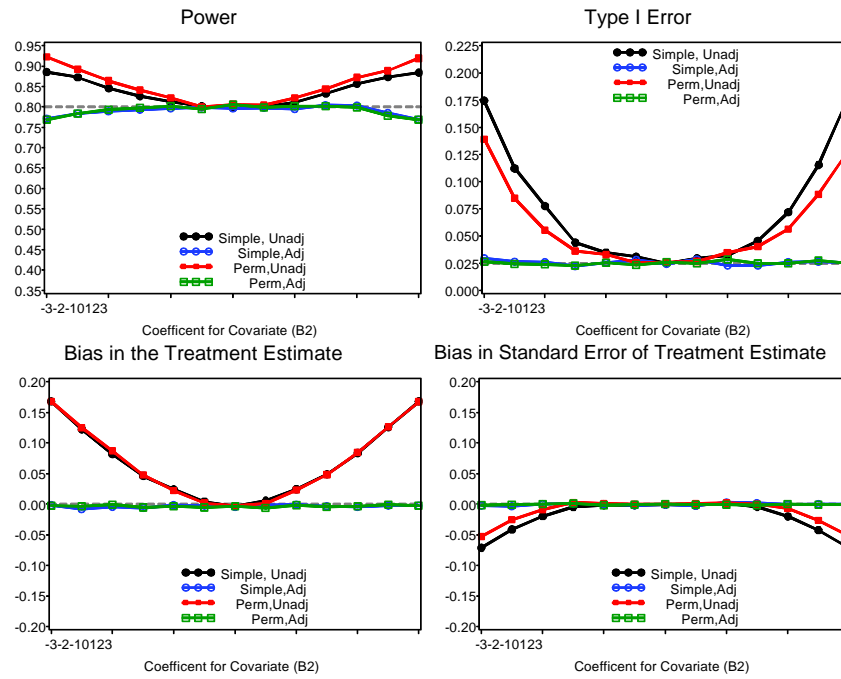 Power
0.95
0.90
0.85
0.80
0.75
0.70
0.65
0.60
0.55
0.50
0.45
0.40
0.35
Simple, Unadj
Simple,Adj
Perm,Unadj
Perm,Adj
-3-2-10123
Coefficent for Covariate (B2)
Type I Error
0.225
0.200
0.175
0.150
0.125
0.100
0.075
0.050
0.025
0.000
Simple, Unadj
Simple,Adj
Perm,Unadj
Perm,Adj
-3-2-10123
Coefficent for Covariate (B2)
Bias in the Treatment Estimate
0.20
0.15
0.10
0.05
0.00
-0.05
-0.10
-0.15
-0.20
Simple, Unadj
Simple,Adj
Perm,Unadj
Perm,Adj
-3-2-10123
Coefficent for Covariate (B2)
Bias in Standard Error of Treatment Estimate
0.20
0.15
0.10
0.05
0.00
-0.05
-0.10
-0.15
-0.20
Simple, Unadj
Simple,Adj
Perm,Unadj
Perm,Adj
-3-2-10123
Coefficent for Covariate (B2)